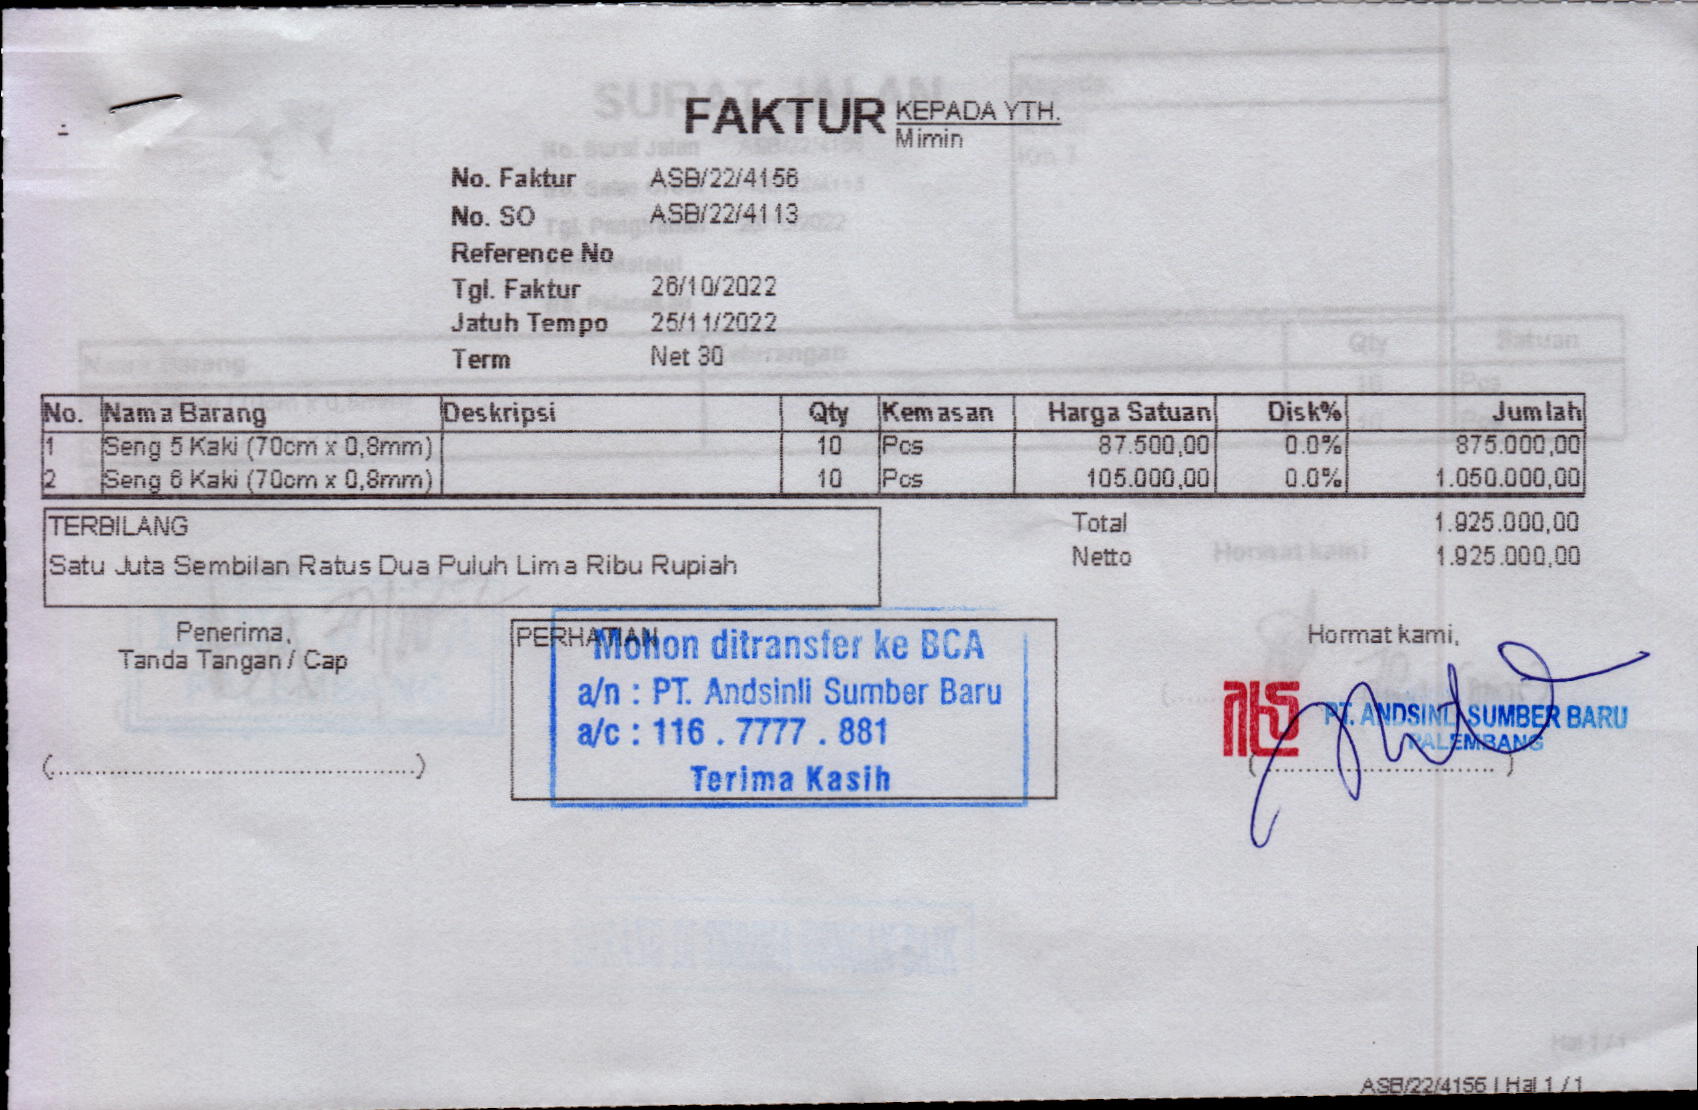 FAKTUR
KEPADA YTH.
Mimin
No. Faktur ASB/22/4156
No. SO ASB/22/4113
Reference No
Tgl. Faktur 26/10/2022
Jatuh Tempo 25/11/2022
Term Net 30
No. Nama Barang Deskripsi Qty Kemasan Harga Satuan Disk% Jumlah
1 Seng 5 Kaki (70cm x 0,8mm) 10 Pcs 87.500,00 0.0% 875.000,00
2 Seng 6 Kaki (70cm x 0,8mm) 10 Pcs 105.000,00 0.0% 1.050.000,00
TERBILANG
Satu Juta Sembilan Ratus Dua Puluh Lima Ribu Rupiah
Total 1.925.000,00
Netto 1.925.000,00
Penerima,
Tanda Tangan / Cap
(............................................)
PERHATIAN
Mohon ditransfer ke BCA
a/n : PT. Andsinli Sumber Baru
a/c : 116 . 7777 . 881
Terima Kasih
Hormat kami,
PT. ANDSINLI SUMBER BARU
PALEMBANG
(............................)
ASB/22/4156 | Hal 1 / 1